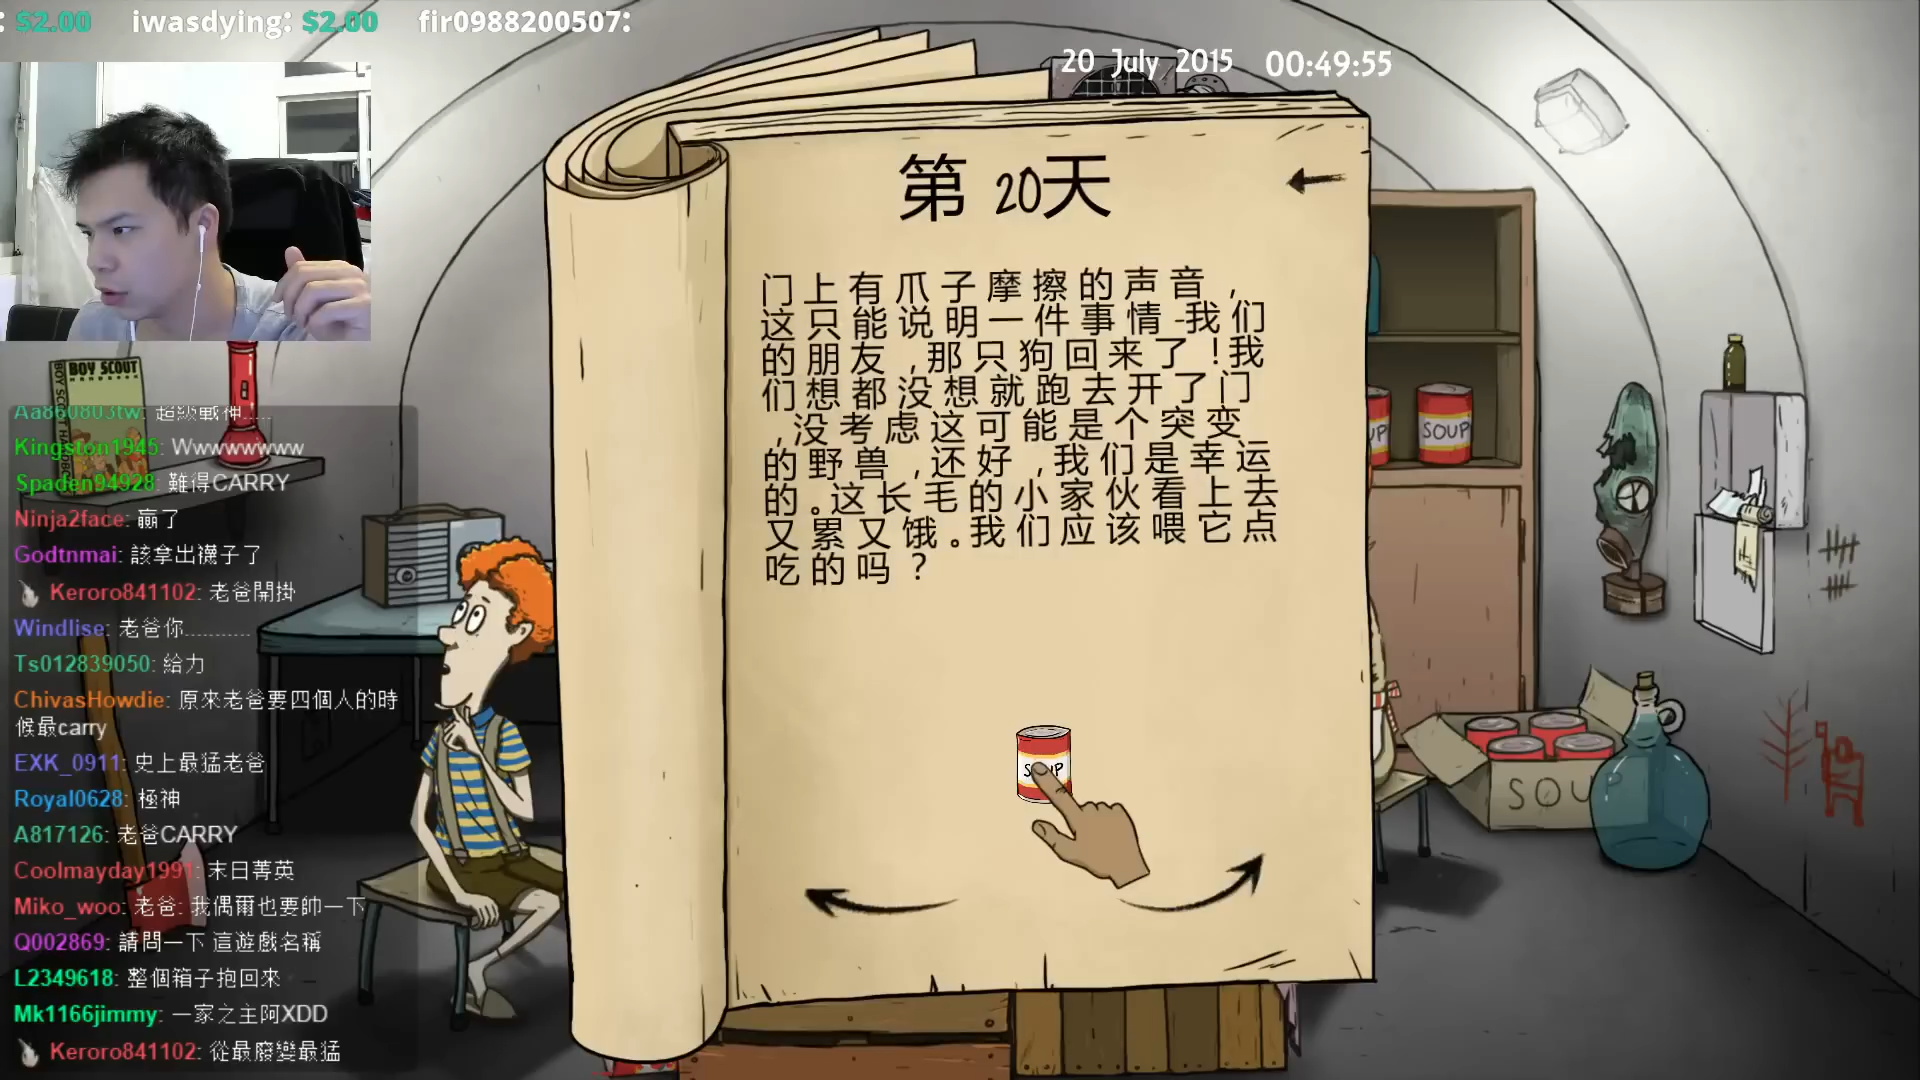 : $2.00 iwasdying: $2.00 fir0988200507:
20 July 2015 00:49:55
第 20天
门上有爪子摩擦的声音，
这只能说明一件事情-我们
的朋友,那只狗回来了!我
们想都没想就跑去开了门
,没考虑这可能是个突变
的野兽,还好,我们是幸运
的。这长毛的小家伙看上去
又累又饿。我们应该喂它点
吃的吗？
SOUP
BOY SCOUT
Aa860803tw: 超級戰神.....
Kingston1945: Wwwwwwww
Spaden94928: 難得CARRY
Ninja2face: 贏了
Godtnmai: 該拿出襪子了
Keroro841102: 老爸開掛
Windlise: 老爸你...........
Ts012839050: 給力
ChivasHowdie: 原來老爸要四個人的時
候最carry
EXK_0911: 史上最猛老爸
Royal0628: 極神
A817126: 老爸CARRY
Coolmayday1991: 末日菁英
Miko_woo: 老爸: 我偶爾也要帥一下
Q002869: 請問一下 這遊戲名稱
L2349618: 整個箱子抱回來
Mk1166jimmy: 一家之主阿XDD
Keroro841102: 從最廢變最猛
UP
SOUP
SOU